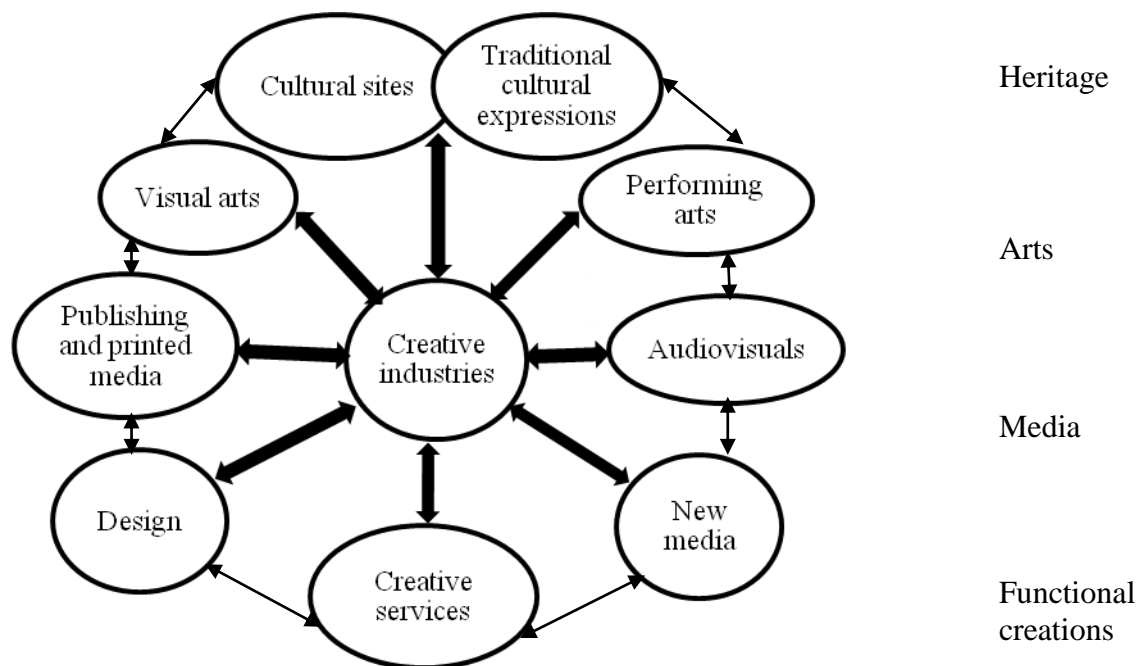 Cultural sites
Traditional
cultural
expressions
Heritage
Visual arts
Performing
arts
Arts
Publishing
and printed
media
Creative
industries
Audiovisuals
Media
Design
New
media
Creative
services
Functional
creations